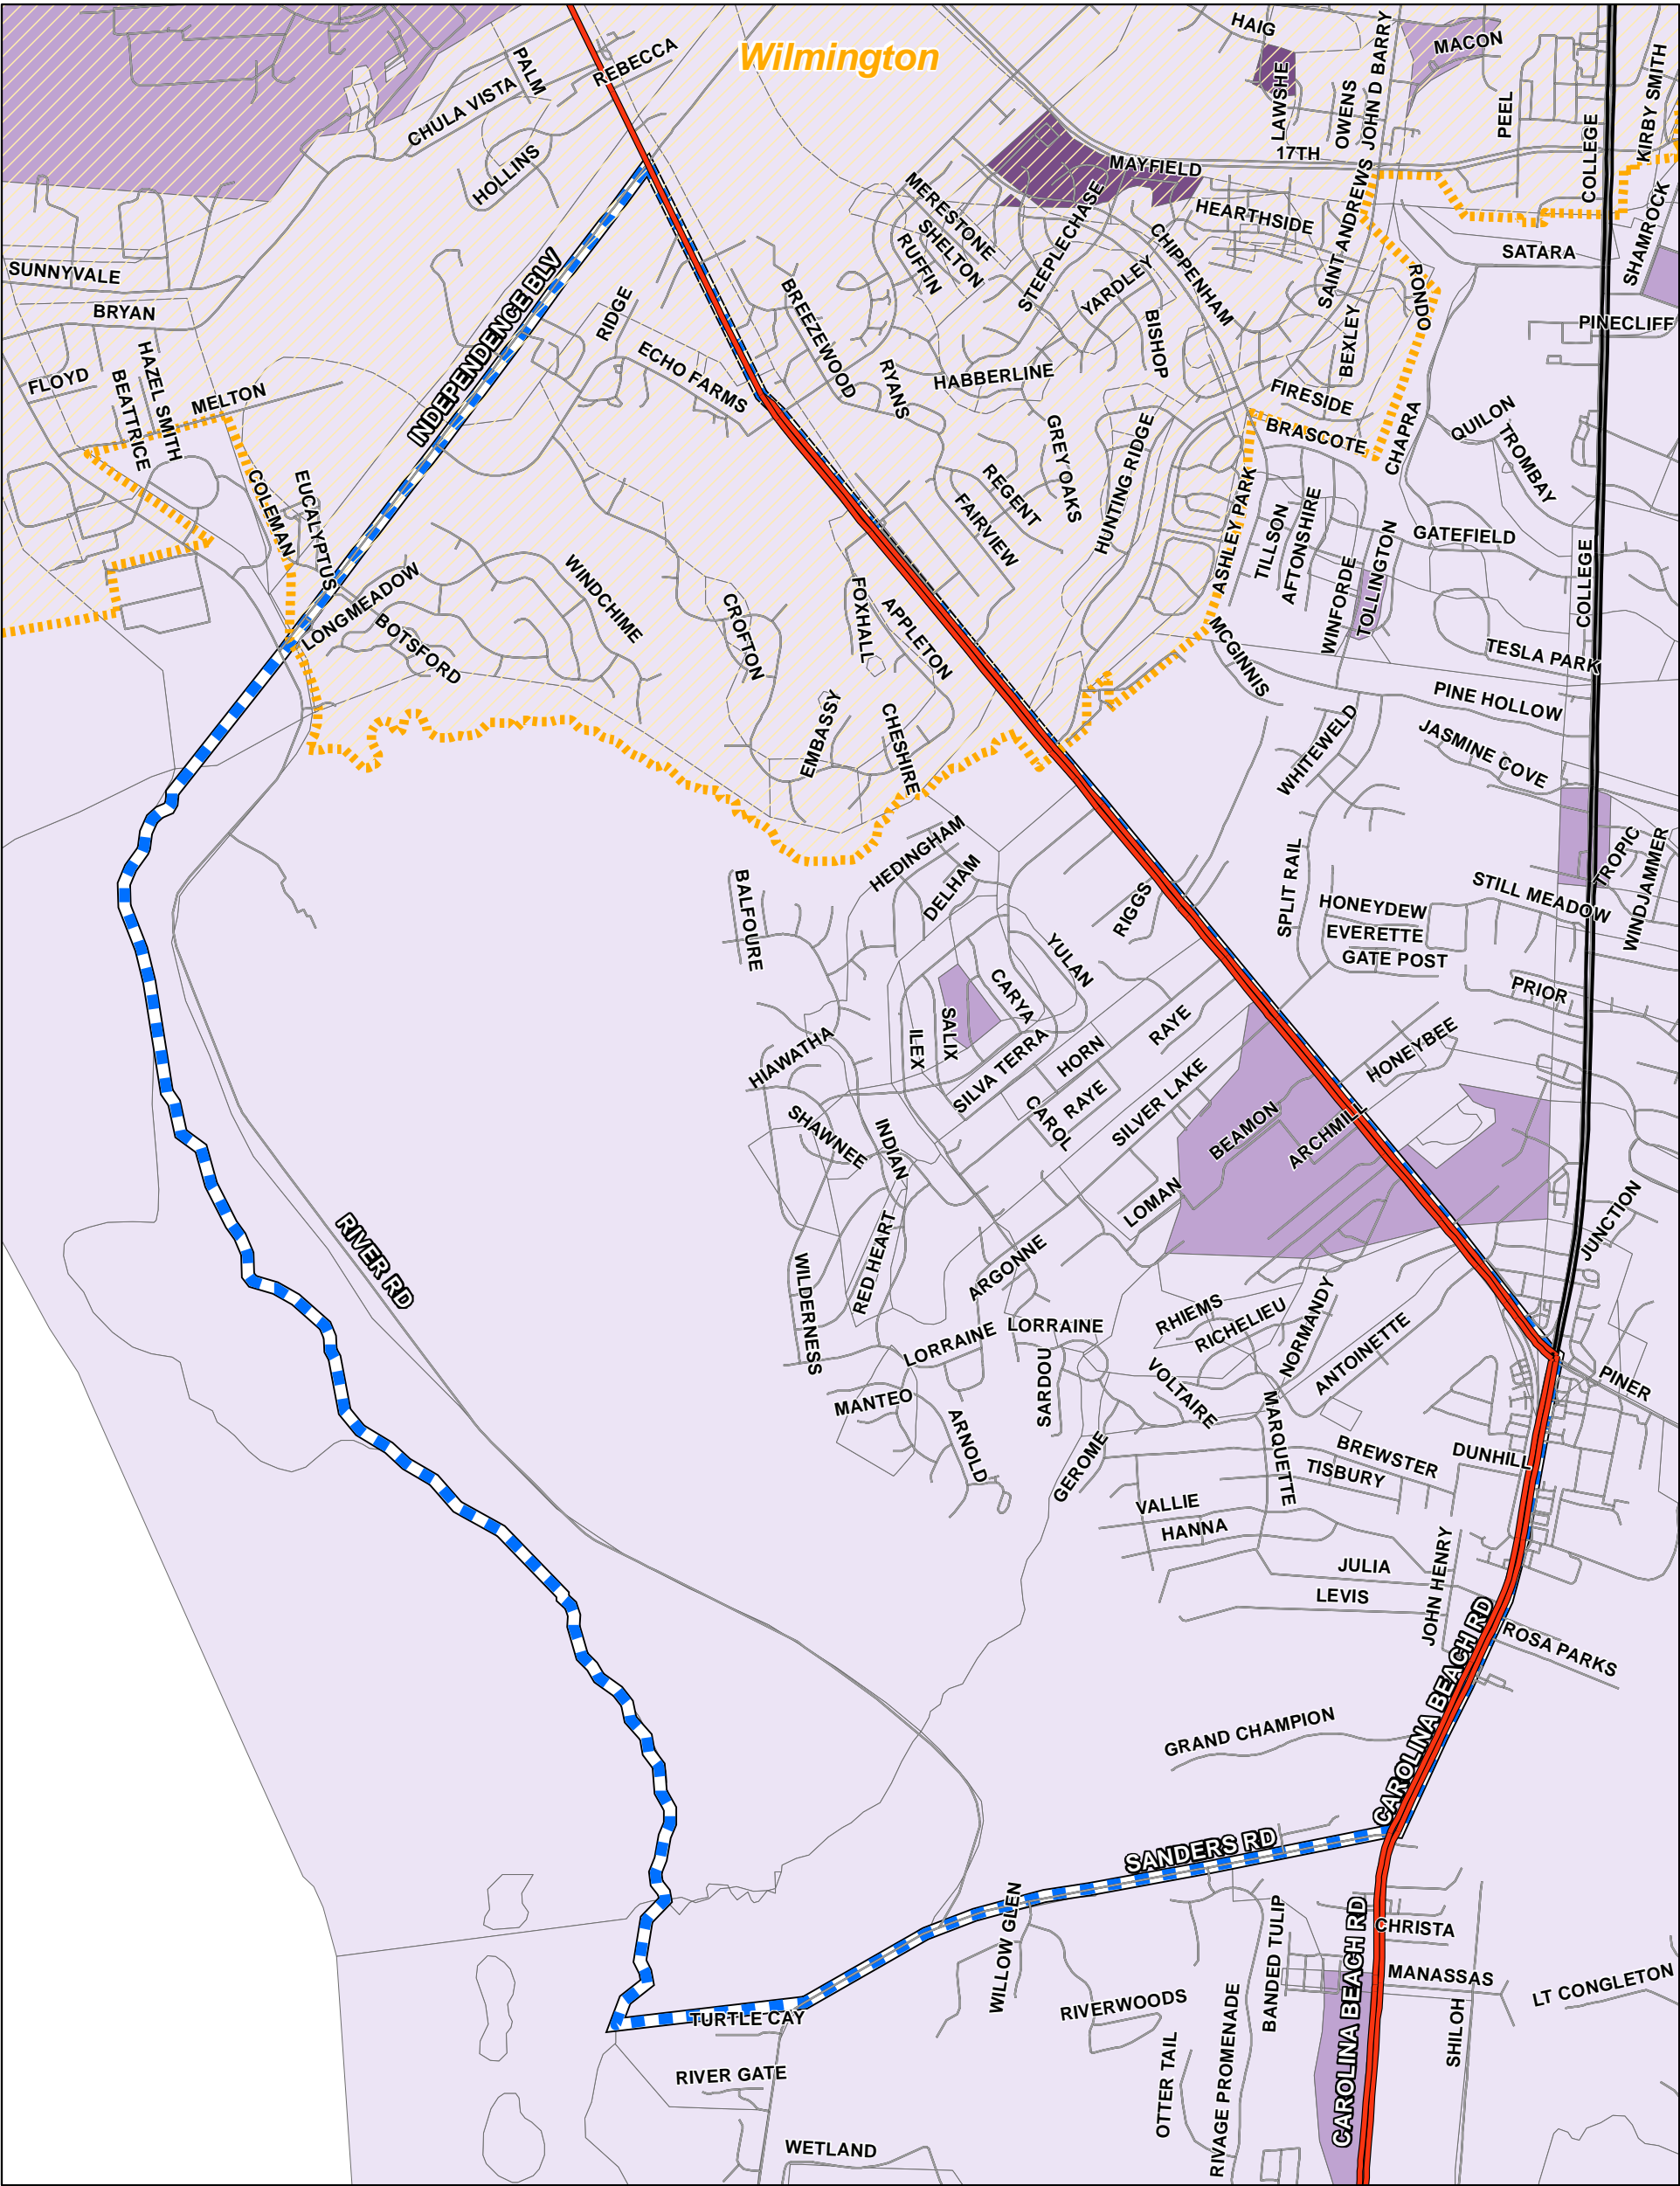 HAIG
MACON
Wilmington
PALM
REBECCA
CHULA VISTA
HOLLINS
LAWSHE
OWENS
JOHN D BARRY
PEEL
COLLEGE
KIRBY SMITH
17TH
MAYFIELD
MERESTONE
SHELTON
RUFFIN
STEEPLECHASE
HEARTHSIDE
CHIPPENHAM
SAINT ANDREWS
SHAMROCK
SATARA
SUNNYVALE
BRYAN
INDEPENDENCE BLV
RIDGE
BREEZEWOOD
YARDLEY
BISHOP
RONDO
PINECLIFF
BEXLEY
FLOYD
BEATRICE
HAZEL SMITH
MELTON
ECHO FARMS
RYANS
HABBERLINE
FIRESIDE
BRASCOTE
CHAPRA
QUILON
TROMBAY
GREY OAKS
HUNTING RIDGE
REGENT
FAIRVIEW
COLEMAN
EUCALYPTUS
ASHLEY PARK
TILLSON
AFTONSHIRE
WINFORDE
TOLLINGTON
GATEFIELD
COLLEGE
LONGMEADOW
BOTSFORD
WINDCHIME
CROFTON
FOXHALL
APPLETON
MCGINNIS
TESLA PARK
PINE HOLLOW
EMBASSY
CHESHIRE
WHITEWELD
JASMINE COVE
HEDINGHAM
DELHAM
BALFOURE
RIGGS
SPLIT RAIL
HONEYDEW
EVERETTE
GATE POST
STILL MEADOW
TROPIC
WINDJAMMER
YULAN
CARYA
SALIX
ILEX
SILVA TERRA
HORN
RAYE
RAYE
CAROL
PRIOR
HONEYBEE
HIAWATHA
SHAWNEE
INDIAN
SILVER LAKE
BEAMON
ARCHMILL
LOMAN
JUNCTION
RIVER RD
RED HEART
WILDERNESS
ARGONNE
LORRAINE
LORRAINE
RHIEMS
RICHELIEU
NORMANDY
ANTOINETTE
PINER
MANTEO
SARDOU
VOLTAIRE
MARQUETTE
ARNOLD
GEROME
BREWSTER
TISBURY
DUNHILL
VALLIE
HANNA
JULIA
LEVIS
JOHN HENRY
ROSA PARKS
CAROLINA BEACH RD
GRAND CHAMPION
SANDERS RD
WILLOW GLEN
BANDED TULIP
CAROLINA BEACH RD
CHRISTA
MANASSAS
LT CONGLETON
SHILOH
TURTLE CAY
RIVERWOODS
RIVER GATE
OTTER TAIL
RIVAGE PROMENADE
WETLAND